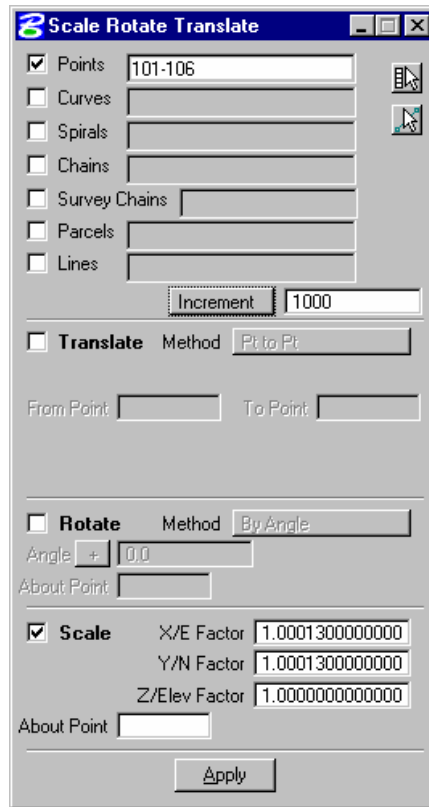 Scale Rotate Translate
Points 101-106
Curves
Spirals
Chains
Survey Chains
Parcels
Lines
Increment 1000
Translate Method Pt to Pt
From Point To Point
Rotate Method By Angle
Angle + 0.0
About Point
Scale X/E Factor 1.0001300000000
Y/N Factor 1.0001300000000
Z/Elev Factor 1.0000000000000
About Point
Apply